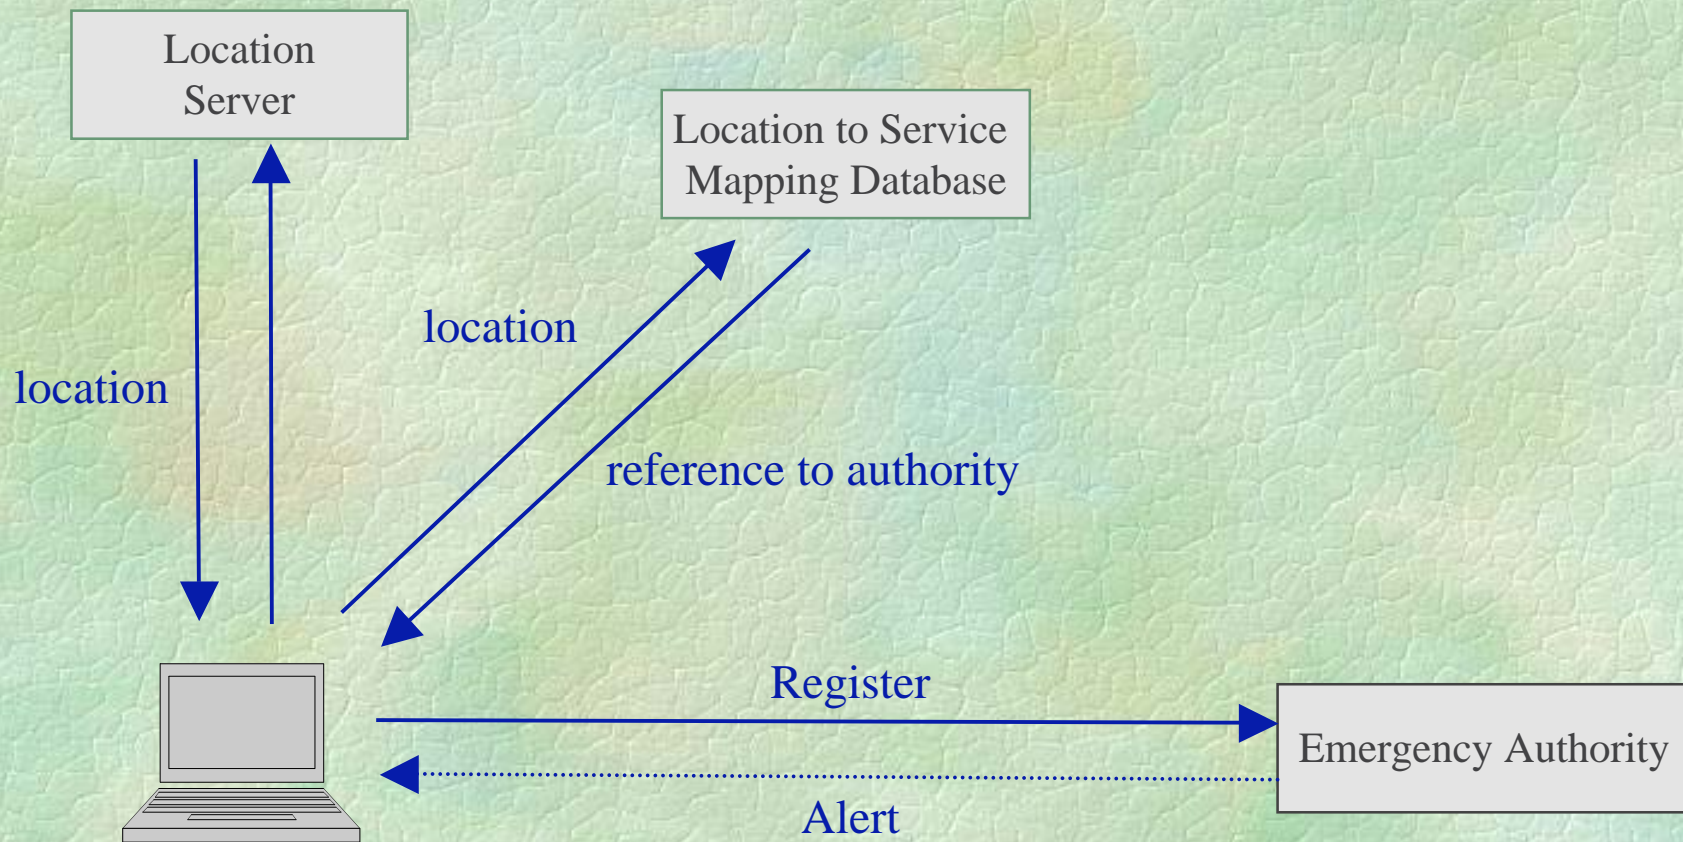 Location
Server
Location to Service
Mapping Database
location
location
reference to authority
Register
Emergency Authority
Alert